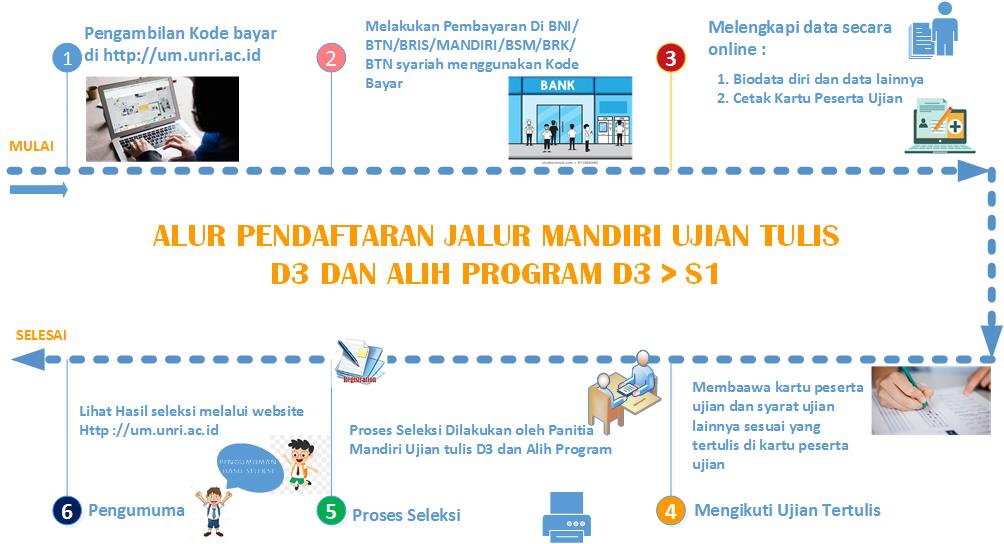 1
Pengambilan Kode bayar
di http://um.unri.ac.id
2
Melakukan Pembayaran Di BNI/
BTN/BRIS/MANDIRI/BSM/BRK/
BTN syariah menggunakan Kode
Bayar
BANK
3
Melengkapi data secara
online :
1. Biodata diri dan data lainnya
2. Cetak Kartu Peserta Ujian
MULAI
ALUR PENDAFTARAN JALUR MANDIRI UJIAN TULIS
D3 DAN ALIH PROGRAM D3 > S1
SELESAI
Lihat Hasil seleksi melalui website
Http ://um.unri.ac.id
PENGUMUMAN
HASIL SELEKSI
6
Pengumuma
Registration
Proses Seleksi Dilakukan oleh Panitia
Mandiri Ujian tulis D3 dan Alih Program
5
Proses Seleksi
Membaawa kartu peserta
ujian dan syarat ujian
lainnya sesuai yang
tertulis di kartu peserta
ujian
4
Mengikuti Ujian Tertulis